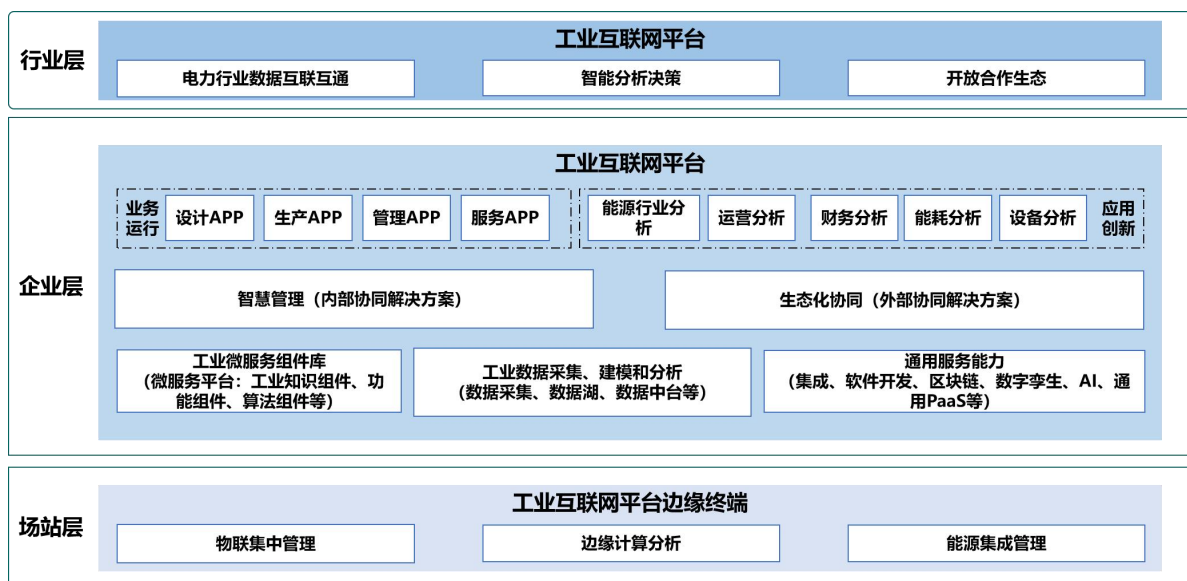 行业层
工业互联网平台
电力行业数据互联互通
智能分析决策
开放合作生态
企业层
工业互联网平台
业务
运行
设计APP
生产APP
管理APP
服务APP
能源行业分
析
运营分析
财务分析
能耗分析
设备分析
应用
创新
智慧管理（内部协同解决方案）
生态化协同（外部协同解决方案）
工业微服务组件库
（微服务平台：工业知识组件、功
能组件、算法组件等）
工业数据采集、建模和分析
（数据采集、数据湖、数据中台等）
通用服务能力
（集成、软件开发、区块链、数字孪生、AI、通
用PaaS等）
场站层
工业互联网平台边缘终端
物联集中管理
边缘计算分析
能源集成管理